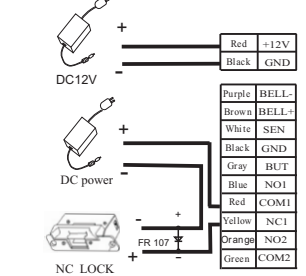 +
Red +12V
Black GND
-
DC12V
Purple BELL-
Brown BELL+
+
White SEN
Black GND
Gray BUT
-
DC power
Blue NO1
Red COM1
- + Yellow NC1
FR 107 Orange NO2
+ Green COM2
NC LOCK